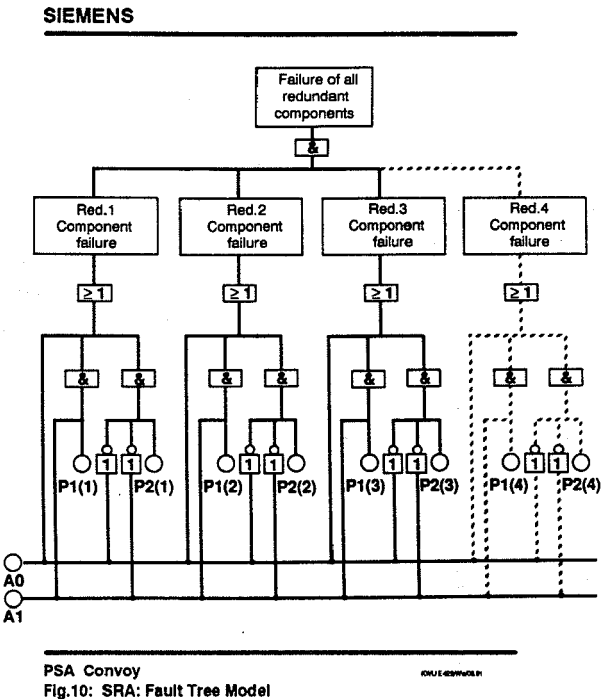 SIEMENS
Failure of all
redundant
components
&
Red.1
Component
failure
Red.2
Component
failure
Red.3
Component
failure
Red.4
Component
failure
≥1 ≥1 ≥1 ≥1
& & & & & & & &
1 1 1 1 1 1 1 1
P1(1) P2(1) P1(2) P2(2) P1(3) P2(3) P1(4) P2(4)
A0
A1
PSA Convoy
Fig.10: SRA: Fault Tree Model